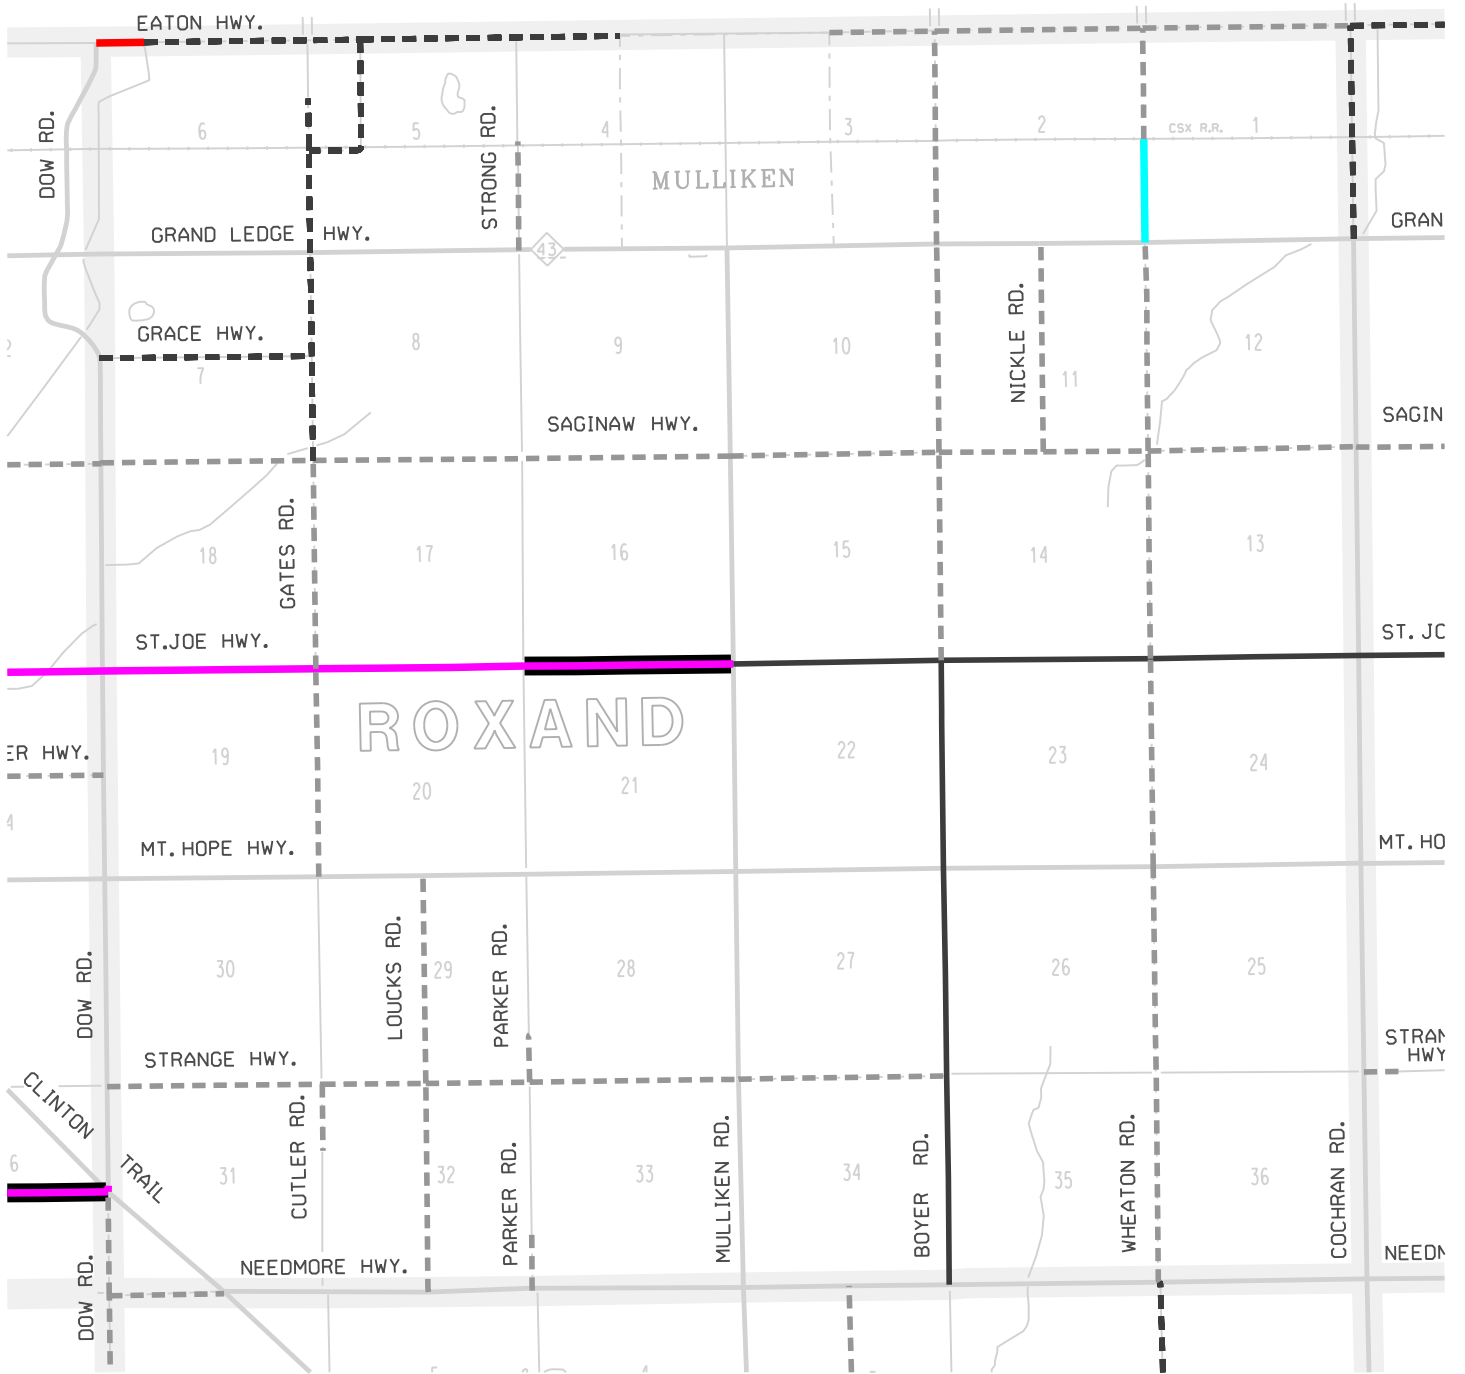 EATON HWY.
DOW RD.
6
5
STRONG RD.
4
3
2
CSX R.R.
1
MULLIKEN
GRAND LEDGE HWY.
43
GRAN
GRACE HWY.
7
8
9
10
NICKLE RD.
11
12
SAGINAW HWY.
SAGIN
GATES RD.
18
17
16
15
14
13
ST.JOE HWY.
ST. JO
ROXAND
ER HWY.
19
20
21
22
23
24
MT. HOPE HWY.
MT. HO
DOW RD.
30
LOUCKS RD.
29
PARKER RD.
28
27
26
25
STRANGE HWY.
STRAN
HWY
CLINTON TRAIL
6
31
CUTLER RD.
32
PARKER RD.
33
MULLIKEN RD.
34
BOYER RD.
35
WHEATON RD.
36
COCHRAN RD.
NEEDMORE HWY.
NEEDM
DOW RD.